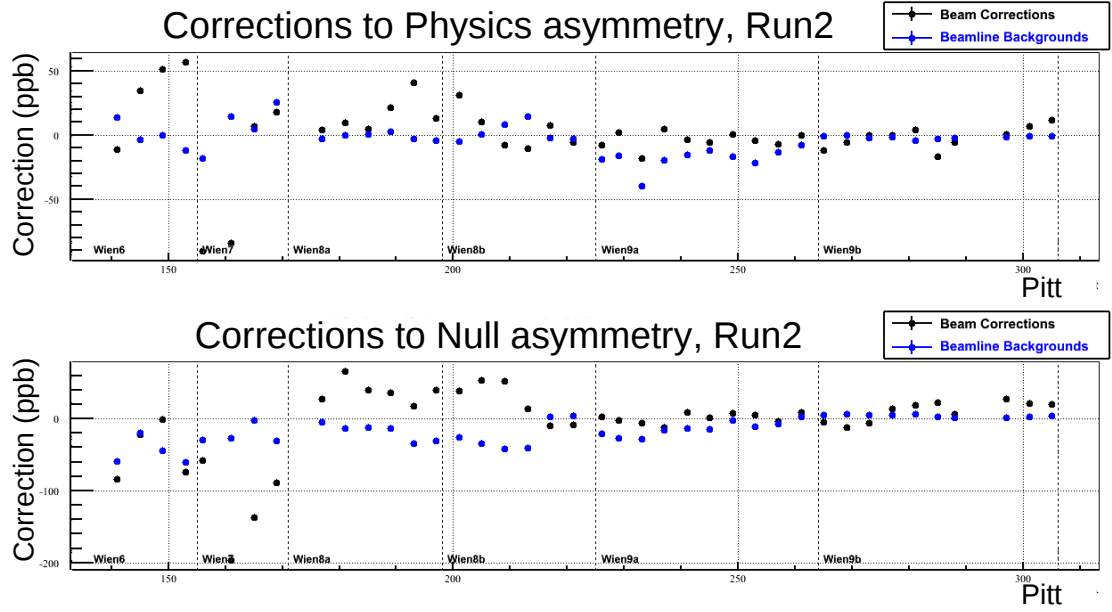 Corrections to Physics asymmetry, Run2
Beam Corrections
Beamline Backgrounds
Correction (ppb)
50
0
-50
Wien6
Wien7
Wien8a
Wien8b
Wien9a
Wien9b
150
200
250
300
Pitt
Corrections to Null asymmetry, Run2
Beam Corrections
Beamline Backgrounds
Correction (ppb)
0
-100
-200
Wien6
Wien7
Wien8a
Wien8b
Wien9a
Wien9b
150
200
250
300
Pitt